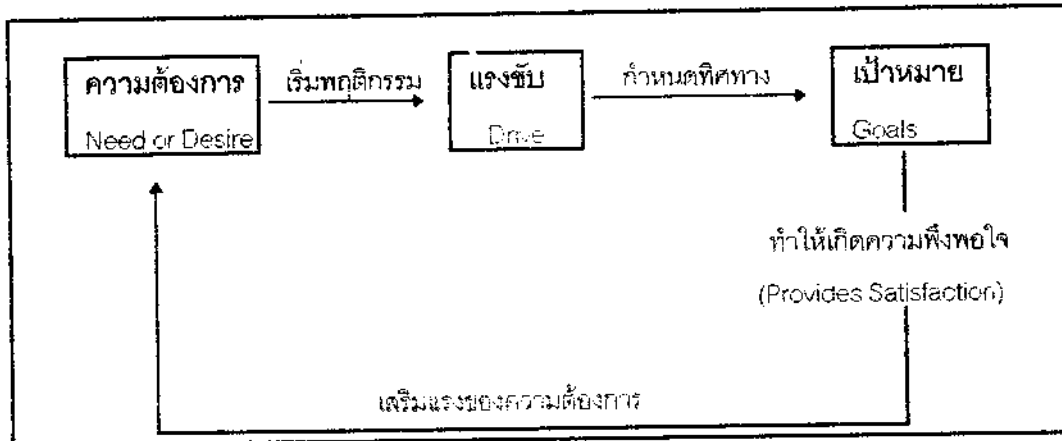 ความต้องการ
Need or Desire
เริ่มพฤติกรรม
แรงขับ
Drive
กำหนดทิศทาง
เป้าหมาย
Goals
ทำให้เกิดความพึงพอใจ
(Provides Satisfaction)
เสริมแรงของความต้องการ